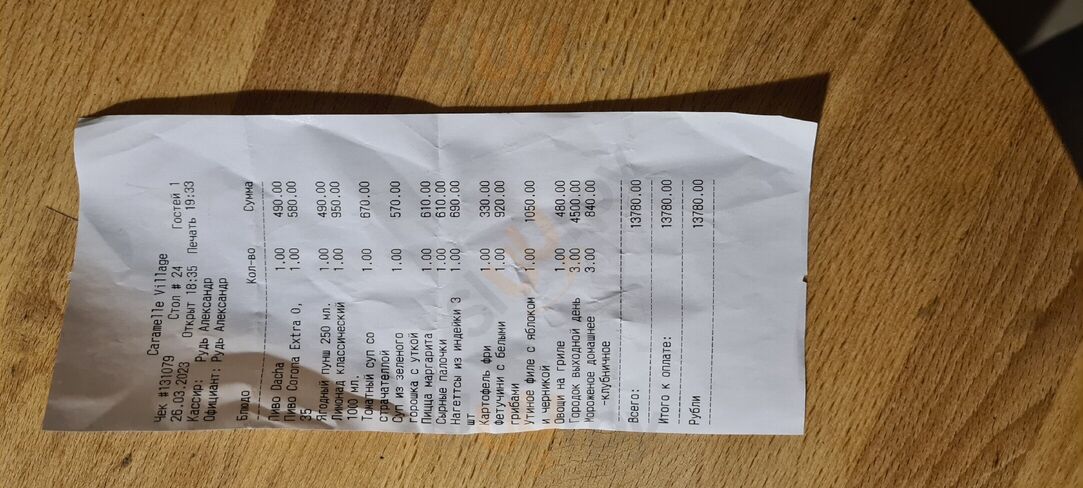 Caramelle Village
Чек #131079 Стол # 24 Гостей 1
26.03.2023 Открыт 18:35 Печать 19:33
Кассир: Рудь Александр
Официант: Рудь Александр
Блюдо Кол-во Сумма
Пиво Dacha 1.00 490.00
Пиво Corona Extra 0, 1.00 580.00
35
Ягодный пунш 250 мл. 1.00 490.00
Лимонад классический 1.00 950.00
1000 мл.
Томатный суп со 1.00 670.00
страчателлой
Суп из зеленого 1.00 570.00
горошка с уткой
Пицца маргарита 1.00 610.00
Сырные палочки 1.00 610.00
Наггетсы из индейки 3 1.00 690.00
шт
Картофель фри 1.00 330.00
Фетучини с белыми 1.00 920.00
грибами
Утиное филе с яблоком 1.00 1050.00
и черникой
Овощи на гриле 1.00 480.00
Городок выходной день 3.00 4500.00
Мороженое домашнее 3.00 840.00
-клубничное
Всего: 13780.00
Итого к оплате: 13780.00
Рубли 13780.00